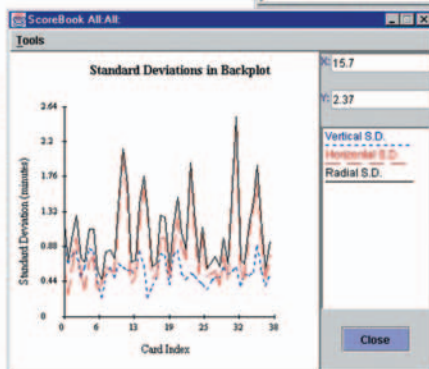 ScoreBook All:All:
Tools
Standard Deviations in Backplot
X: 15.7
Y: 2.37
Vertical S.D.
Horizontal S.D.
Radial S.D.
Standard Deviation (minutes)
2.64
2.2
1.76
1.32
0.88
0.44
0
0 6 13 19 25 32 38
Card Index
Close